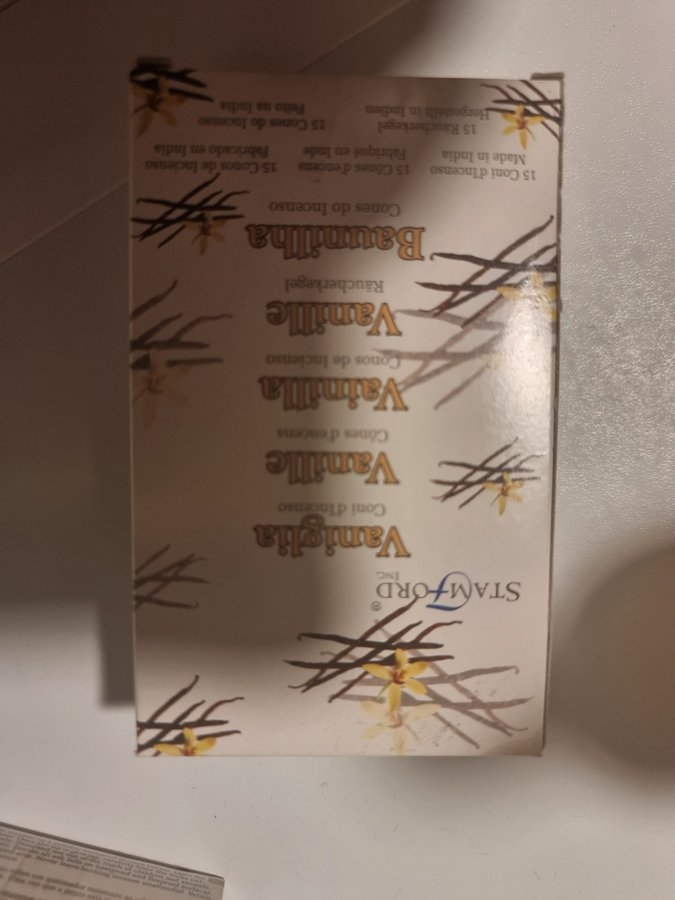 STAMFORD®
INC.
Vaniglia
Coni d'Incenso
Vanille
Cônes d'encens
Vainilla
Conos de Incienso
Vanille
Räucherkegel
Baunilha
Cones do Incenso
15 Coni d'Incenso
Made in India
15 Cônes d'encens
Fabriqué en Inde
15 Conos de Incienso
Fabricado en India
15 Räucherkegel
Hergestellt in Indien
15 Cones do Incenso
Feito na India